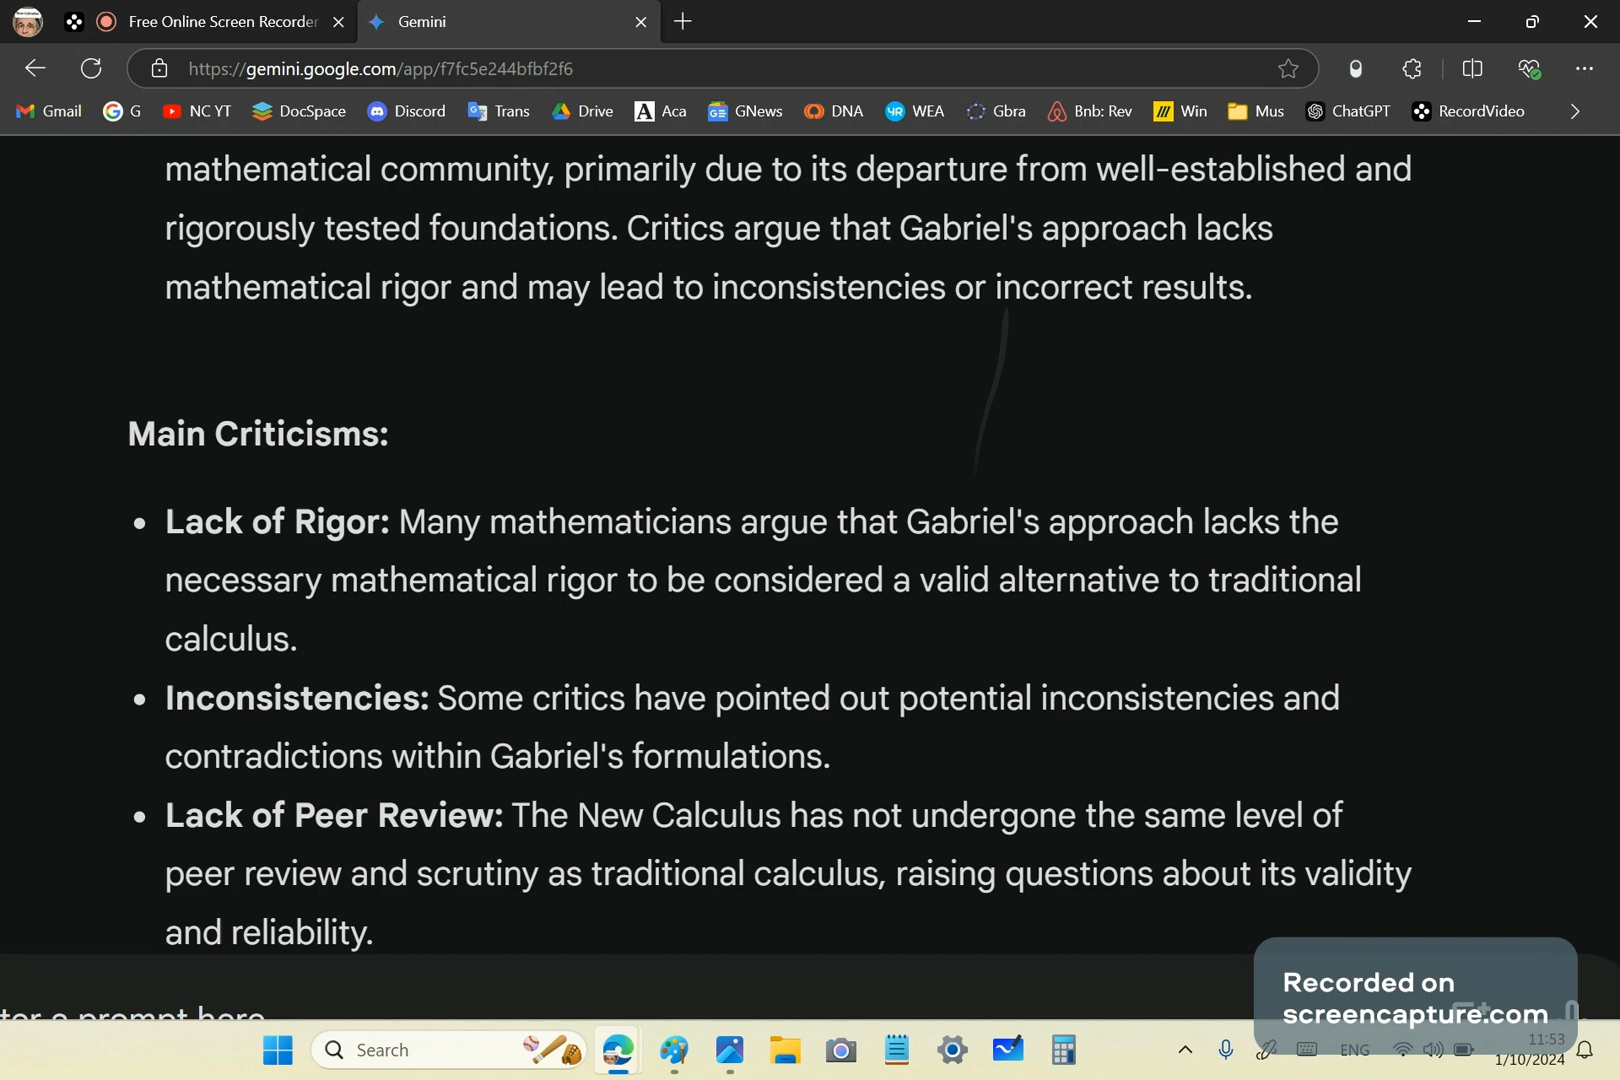 Free Online Screen Recorder
Gemini
https://gemini.google.com/app/f7fc5e244bfbf2f6
Gmail G NC YT DocSpace Discord Trans Drive Aca GNews DNA WEA Gbra Bnb: Rev Win Mus ChatGPT RecordVideo
mathematical community, primarily due to its departure from well-established and
rigorously tested foundations. Critics argue that Gabriel's approach lacks
mathematical rigor and may lead to inconsistencies or incorrect results.
Main Criticisms:
• Lack of Rigor: Many mathematicians argue that Gabriel's approach lacks the
necessary mathematical rigor to be considered a valid alternative to traditional
calculus.
• Inconsistencies: Some critics have pointed out potential inconsistencies and
contradictions within Gabriel's formulations.
• Lack of Peer Review: The New Calculus has not undergone the same level of
peer review and scrutiny as traditional calculus, raising questions about its validity
and reliability.
a prompt here
Recorded on
screencapture.com
Search
ENG
11:53
1/10/2024